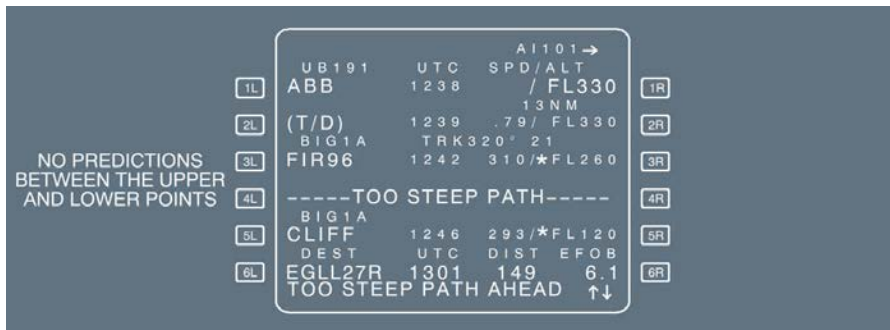 AI101→
UB191 UTC SPD/ALT
1L ABB 1238 / FL330 1R
13NM
2L (T/D) 1239 .79/ FL330 2R
BIG1A TRK320° 21
NO PREDICTIONS
BETWEEN THE UPPER
AND LOWER POINTS
3L FIR96 1242 310/*FL260 3R
4L -----TOO STEEP PATH----- 4R
BIG1A
5L CLIFF 1246 293/*FL120 5R
DEST UTC DIST EFOB
6L EGLL27R 1301 149 6.1 6R
TOO STEEP PATH AHEAD ↑↓